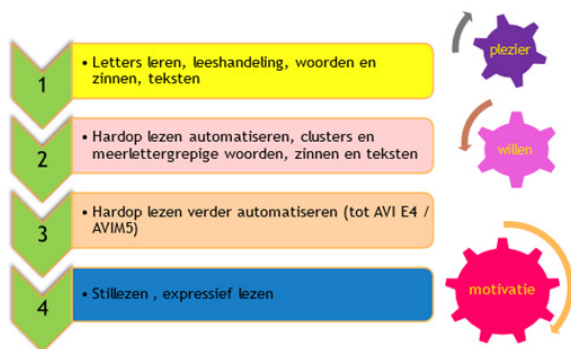 1
• Letters leren, leeshandeling, woorden en
zinnen, teksten
2
• Hardop lezen automatiseren, clusters en
meerlettergrepige woorden, zinnen en teksten
3
• Hardop lezen verder automatiseren (tot AVI E4 /
AVIM5)
4
• Stillezen , expressief lezen
plezier
willen
motivatie